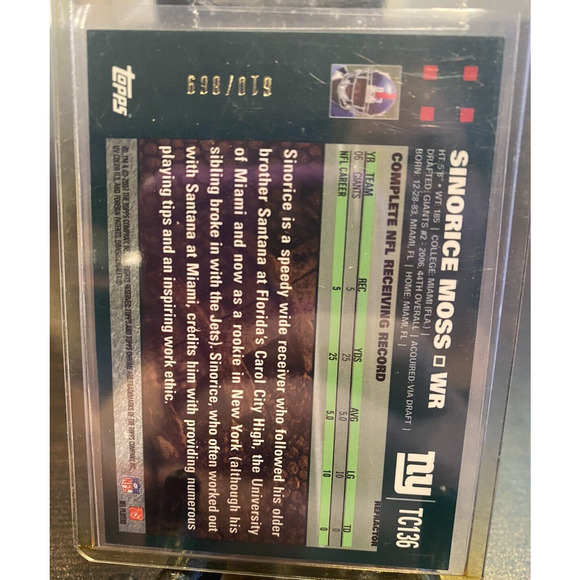 SINORICE MOSS WR
TC136
HT: 5'8" • WT: 185 | COLLEGE: MIAMI (FLA.) |
DRAFTED: GIANTS #2 - 2006, 44TH OVERALL | ACQUIRED: VIA DRAFT |
BORN: 12-28-83, MIAMI, FL | HOME: MIAMI, FL |
COMPLETE NFL RECEIVING RECORD
REFRACTOR
YR TEAM REC YDS AVG LG TD
06 GIANTS 5 25 5.0 10 0
NFL CAREER 5 25 5.0 10 0
Sinorice is a speedy wide receiver who followed his older
brother Santana at Florida's Carol City High, the University
of Miami and now as a rookie in New York (although his
sibling broke in with the Jets). Sinorice, who often worked out
with Santana at Miami, credits him with providing numerous
playing tips and an inspiring work ethic.
610/869
topps
NY
NFL
NFL PLAYERS